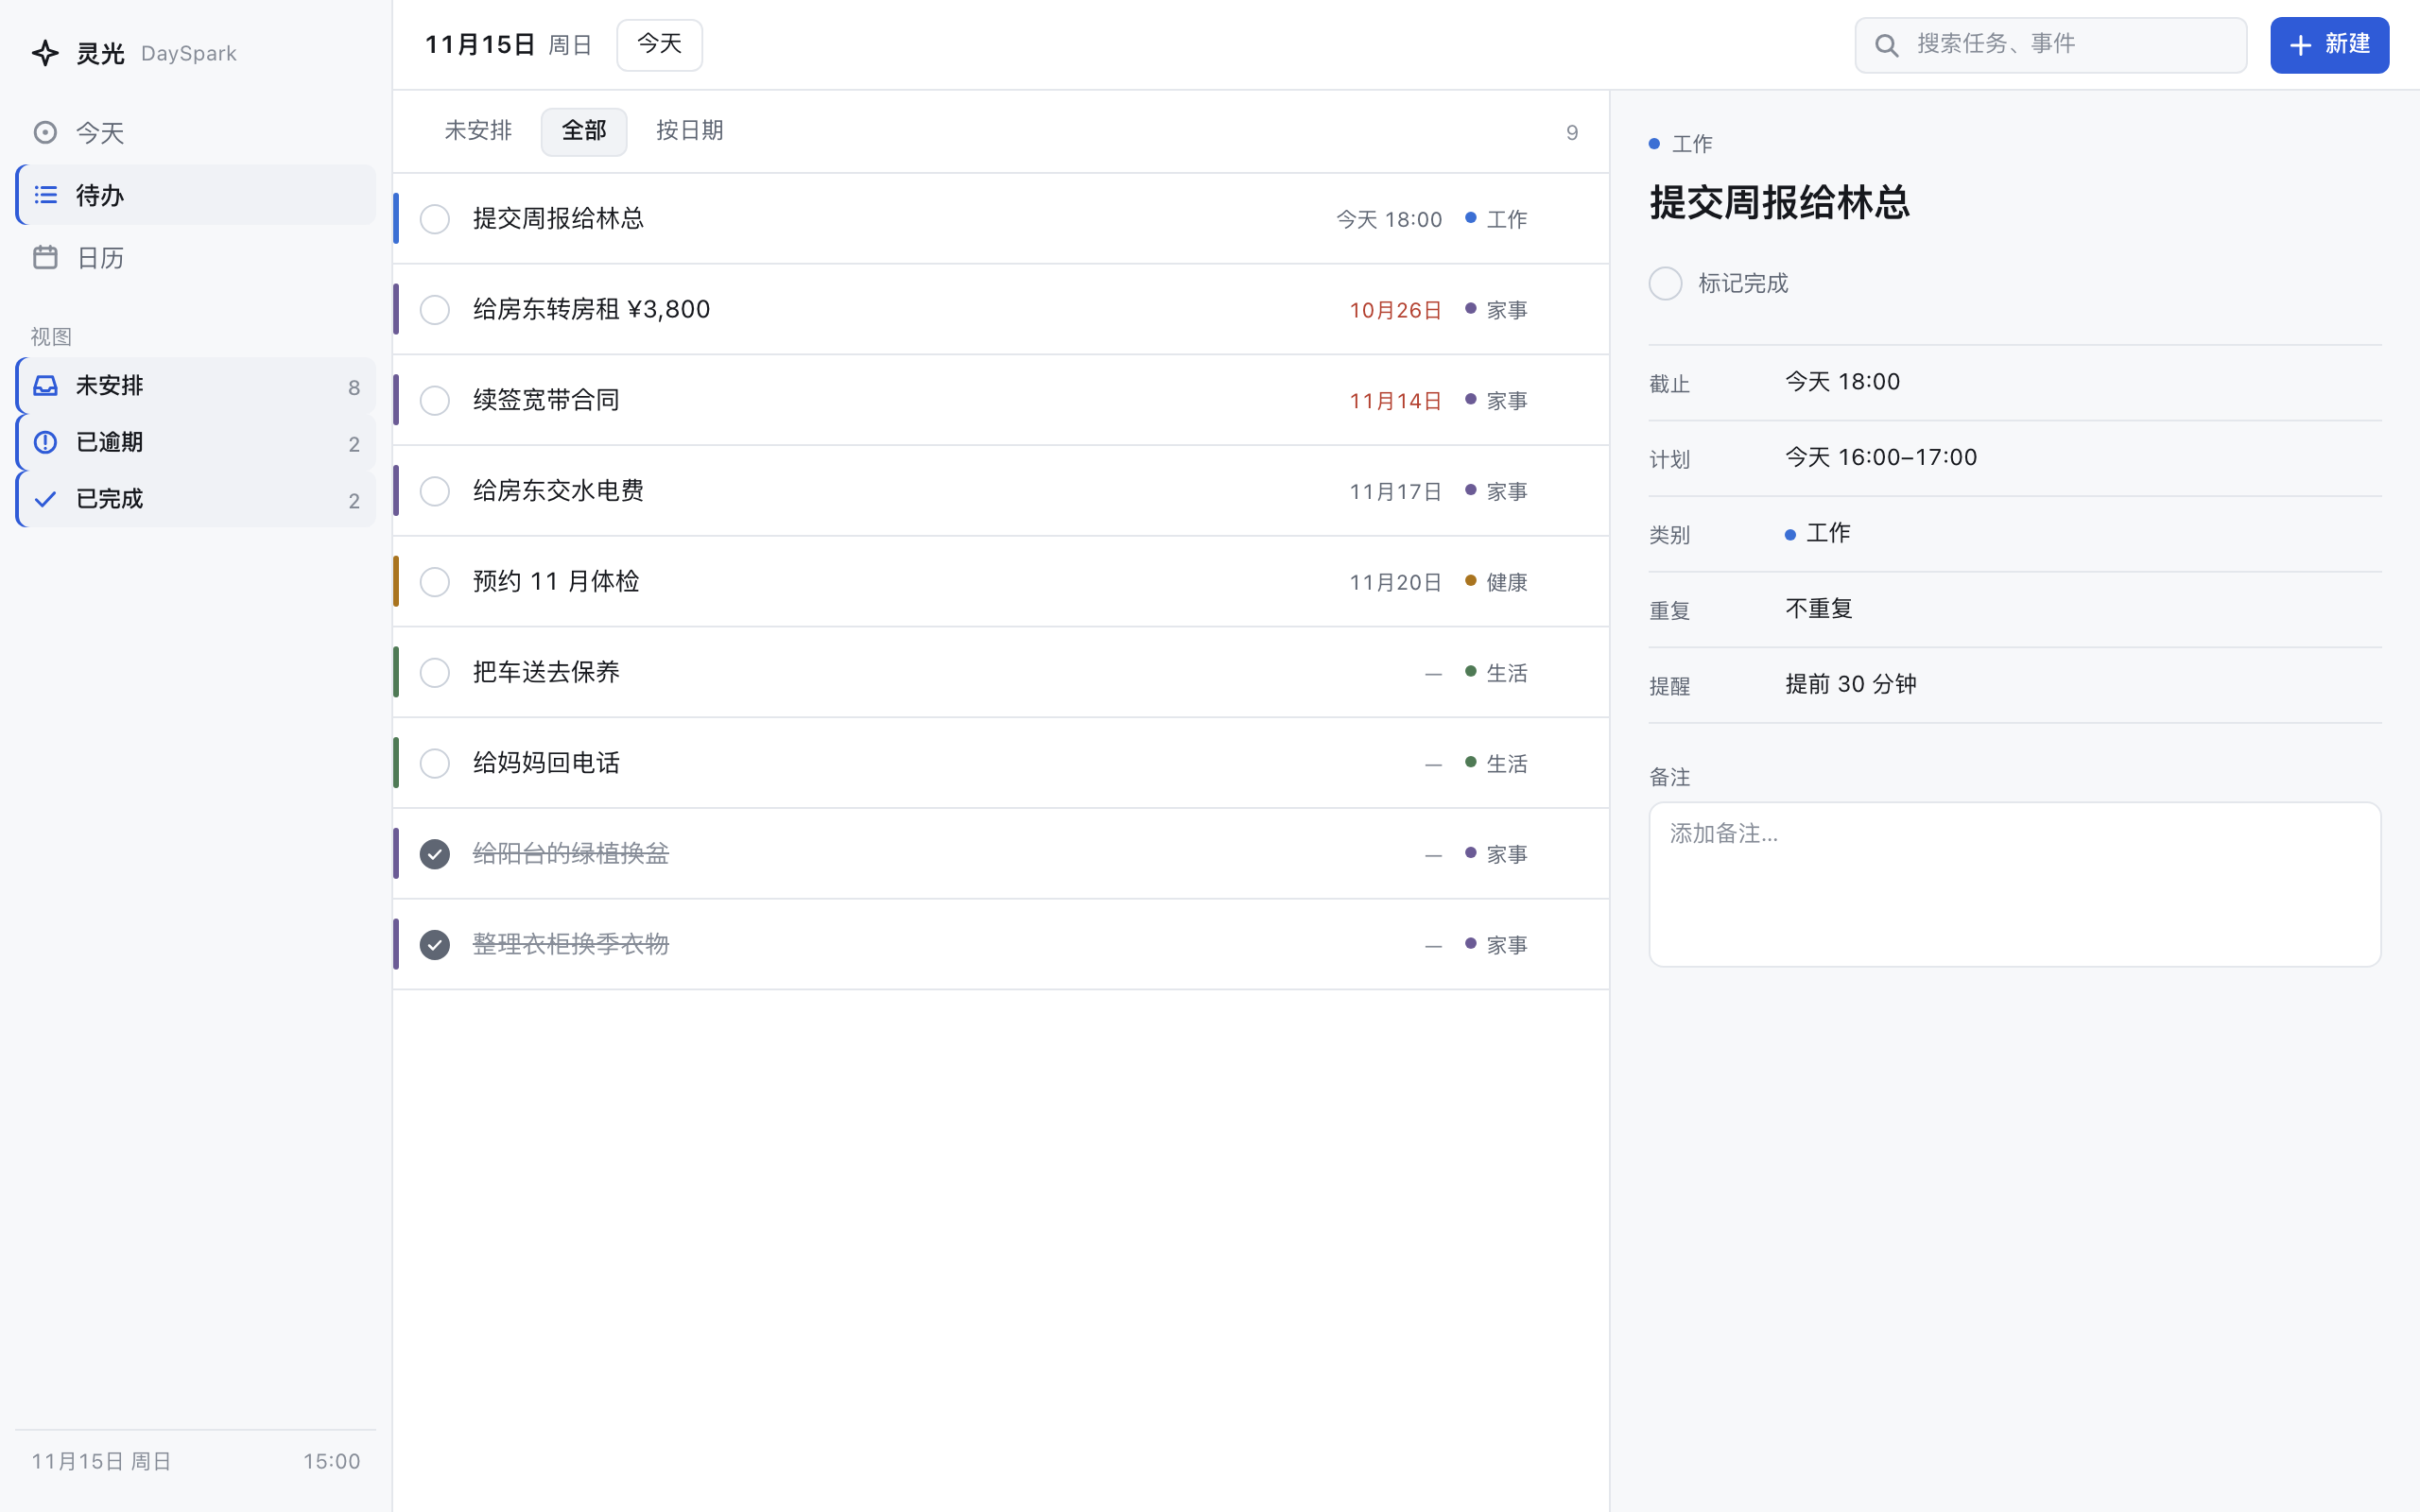 灵光 DaySpark
今天
待办
日历
视图
未安排 8
已逾期 2
已完成 2
11月15日 周日 15:00
11月15日 周日 今天
搜索任务、事件
新建
未安排 全部 按日期 9
提交周报给林总 今天 18:00 工作
给房东转房租 ¥3,800 10月26日 家事
续签宽带合同 11月14日 家事
给房东交水电费 11月17日 家事
预约 11 月体检 11月20日 健康
把车送去保养 — 生活
给妈妈回电话 — 生活
给阳台的绿植换盆 — 家事
整理衣柜换季衣物 — 家事
工作
提交周报给林总
标记完成
截止 今天 18:00
计划 今天 16:00–17:00
类别 工作
重复 不重复
提醒 提前 30 分钟
备注
添加备注...